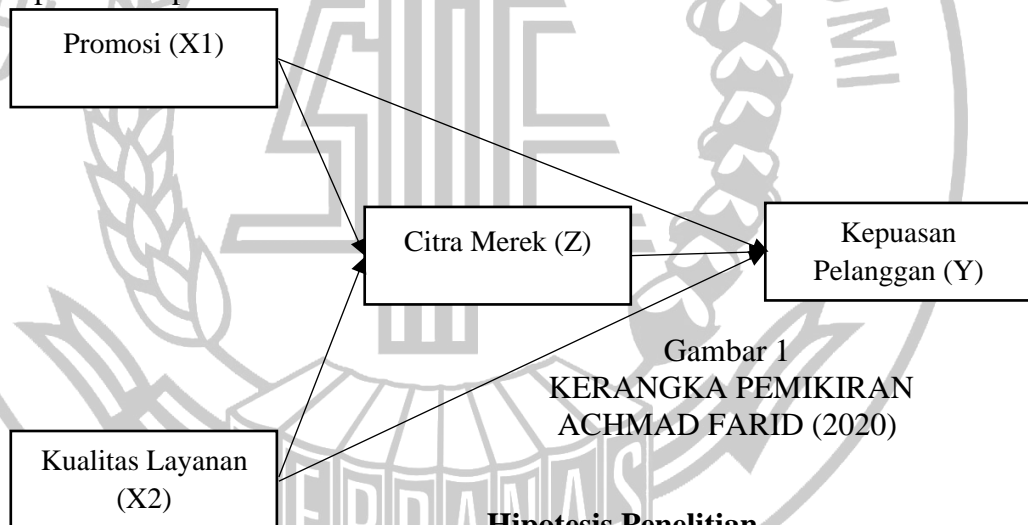 Promosi (X1)
Citra Merek (Z)
Kepuasan
Pelanggan (Y)
Gambar 1
KERANGKA PEMIKIRAN
ACHMAD FARID (2020)
Kualitas Layanan
(X2)
Hipotesis Penelitian